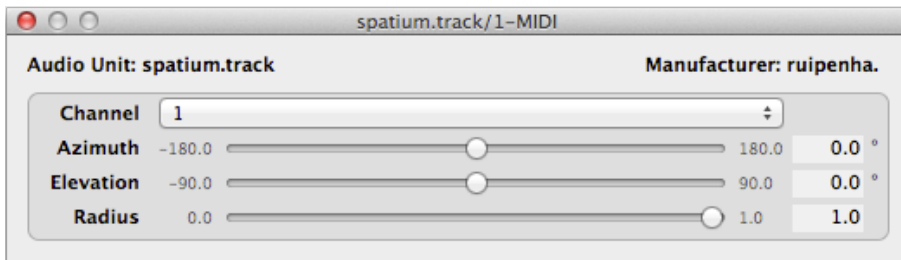 spatium.track/1-MIDI
Audio Unit: spatium.track Manufacturer: ruipenha.
Channel 1
Azimuth -180.0 180.0 0.0 °
Elevation -90.0 90.0 0.0 °
Radius 0.0 1.0 1.0